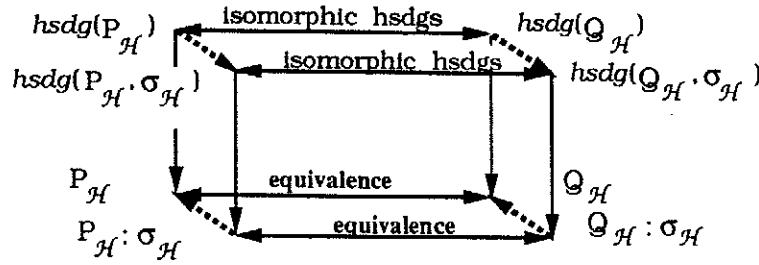 hsdg(P_ℋ) isomorphic hsdgs hsdg(Q_ℋ)
hsdg(P_ℋ, σ_ℋ) isomorphic hsdgs hsdg(Q_ℋ, σ_ℋ)
P_ℋ equivalence Q_ℋ
P_ℋ : σ_ℋ equivalence Q_ℋ : σ_ℋ